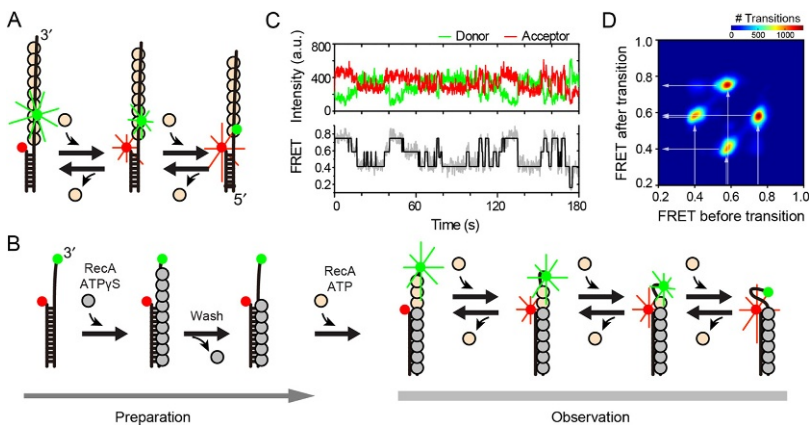 A
3′
5′
C
Donor
Acceptor
Intensity (a.u.)
800
400
0
FRET
0.8
0.6
0.4
0.2
0
60
120
180
Time (s)
D
# Transitions
0
500
1000
FRET after transition
1.0
0.8
0.6
0.4
0.2
0.2
0.4
0.6
0.8
1.0
FRET before transition
B
3′
RecA
ATPγS
Wash
RecA
ATP
Preparation
Observation